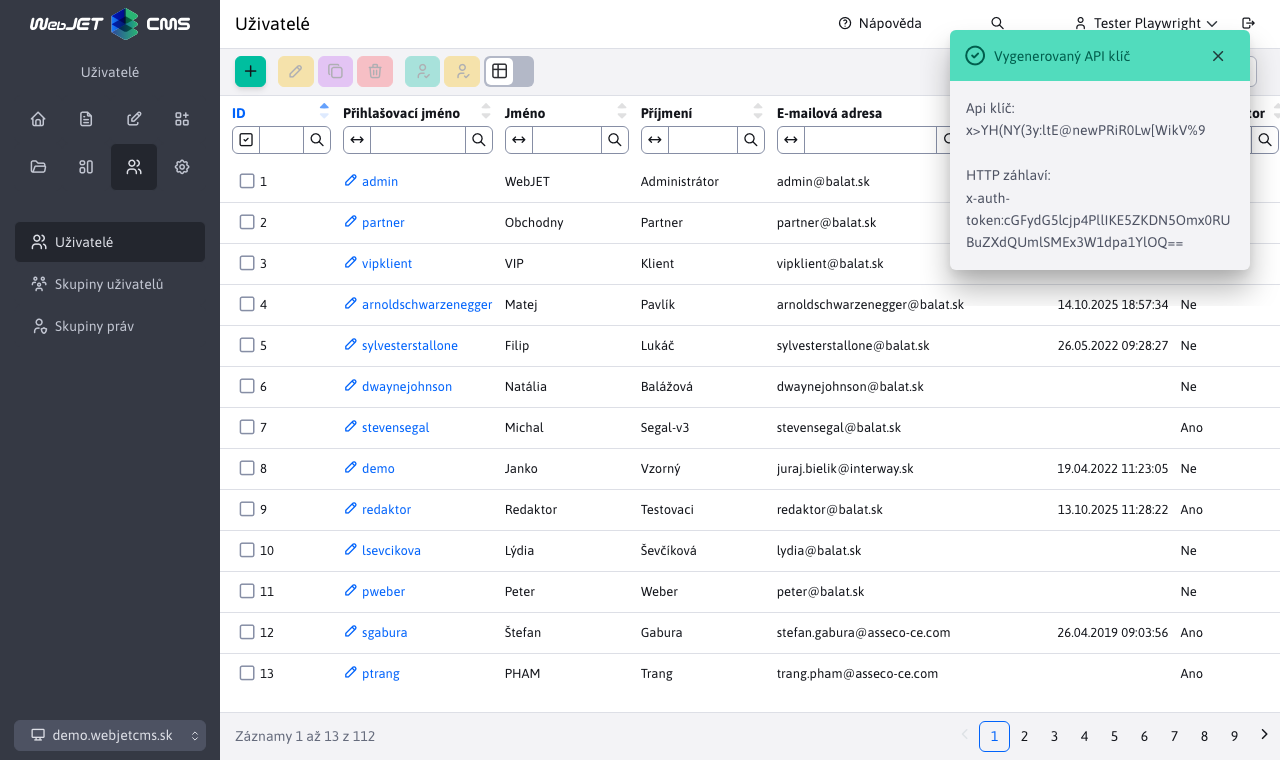 WebJET CMS
Uživatelé
Uživatelé
Skupiny uživatelů
Skupiny práv
demo.webjetcms.sk
Uživatelé
Nápověda
Tester Playwright
Vygenerovaný API klíč
Api klíč:
x>YH(NY(3y:ltE@newPRiR0Lw[WikV%9
HTTP záhlaví:
x-auth-
token:cGFydG5lcjp4PllIKE5ZKDN5Omx0RU
BuZXdQUmlSMEx3W1dpa1YlOQ==
ID Přihlašovací jméno Jméno Příjmení E-mailová adresa
1 admin WebJET Administrátor admin@balat.sk
2 partner Obchodny Partner partner@balat.sk
3 vipklient VIP Klient vipklient@balat.sk
4 arnoldschwarzenegger Matej Pavlík arnoldschwarzenegger@balat.sk 14.10.2025 18:57:34 Ne
5 sylvesterstallone Filip Lukáč sylvesterstallone@balat.sk 26.05.2022 09:28:27 Ne
6 dwaynejohnson Natália Balážová dwaynejohnson@balat.sk Ne
7 stevensegal Michal Segal-v3 stevensegal@balat.sk Ano
8 demo Janko Vzorný juraj.bielik@interway.sk 19.04.2022 11:23:05 Ne
9 redaktor Redaktor Testovaci redaktor@balat.sk 13.10.2025 11:28:22 Ano
10 lsevcikova Lýdia Ševčíková lydia@balat.sk Ne
11 pweber Peter Weber peter@balat.sk Ne
12 sgabura Štefan Gabura stefan.gabura@asseco-ce.com 26.04.2019 09:03:56 Ano
13 ptrang PHAM Trang trang.pham@asseco-ce.com Ano
Záznamy 1 až 13 z 112
1 2 3 4 5 6 7 8 9